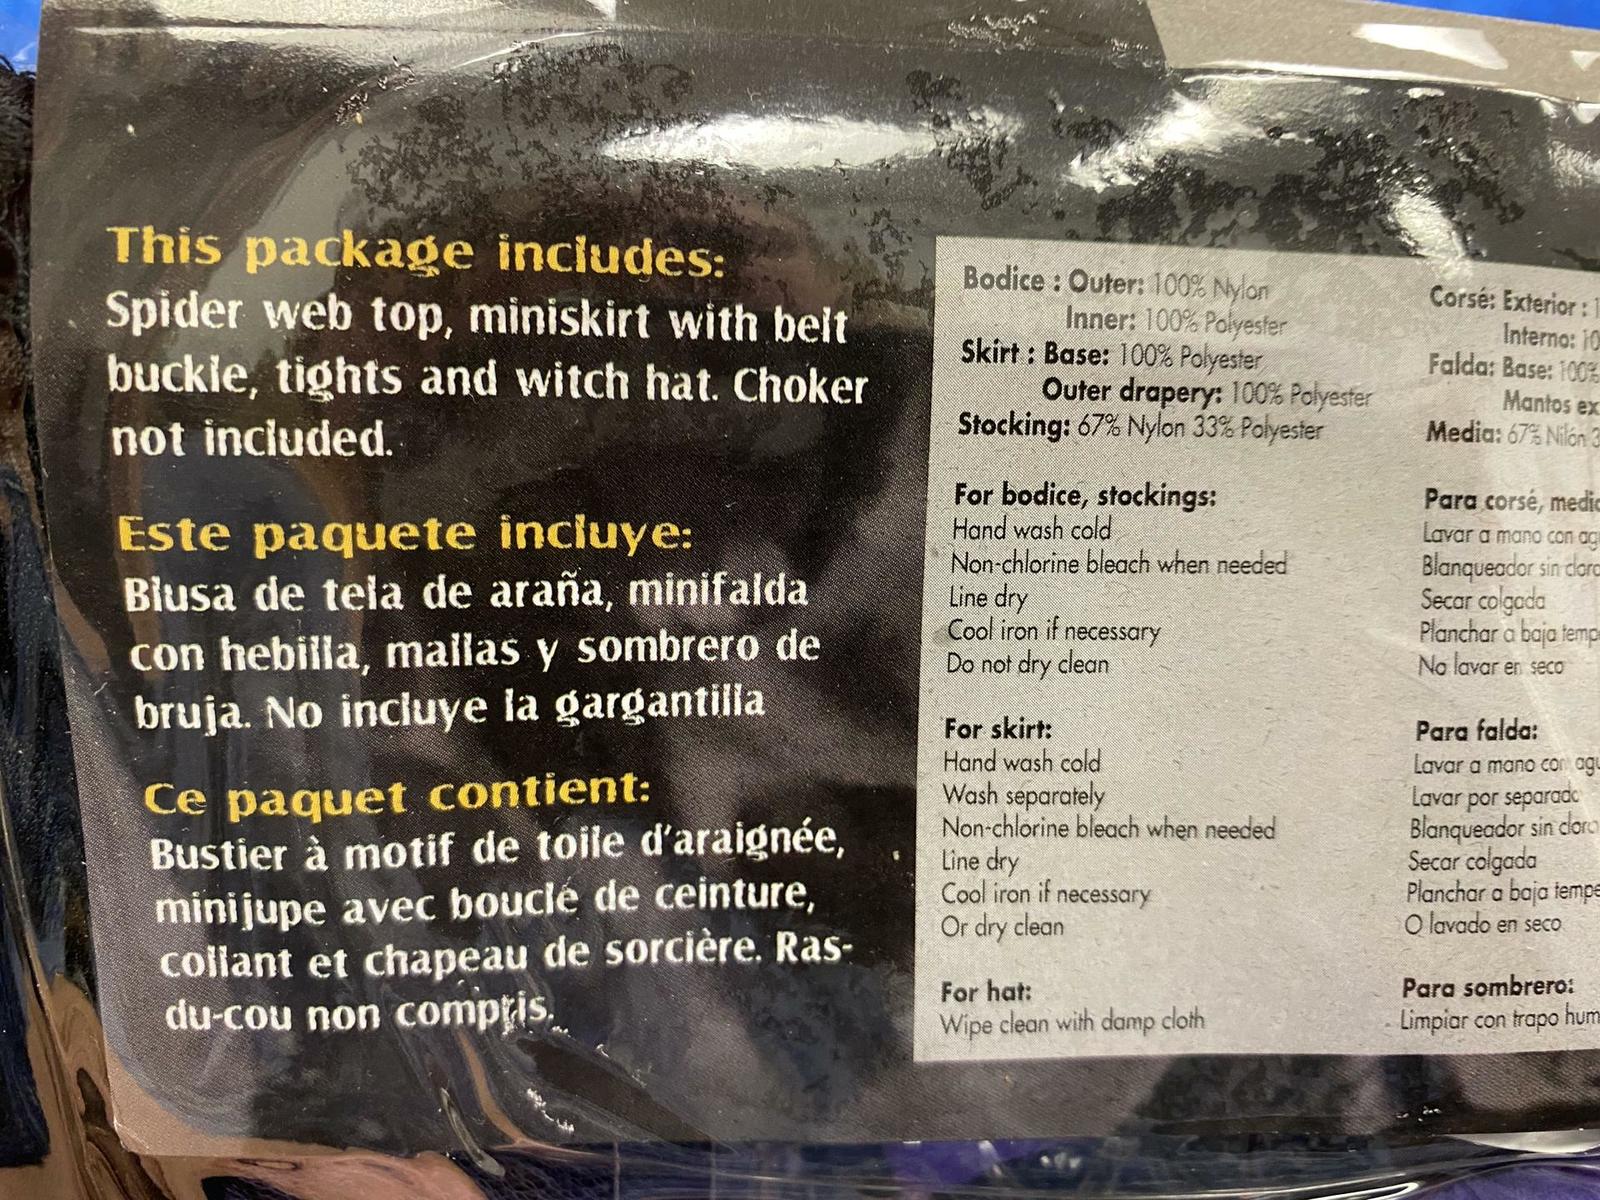 This package includes:
Spider web top, miniskirt with belt
buckle, tights and witch hat. Choker
not included.
Este paquete incluye:
Blusa de tela de araña, minifalda
con hebilla, mallas y sombrero de
bruja. No incluye la gargantilla
Ce paquet contient:
Bustier à motif de toile d'araignée,
minijupe avec bouclé de ceinture,
collant et chapeau de sorcière. Ras-
du-cou non compris.
Bodice : Outer: 100% Nylon
Inner: 100% Polyester
Skirt : Base: 100% Polyester
Outer drapery: 100% Polyester
Stocking: 67% Nylon 33% Polyester
For bodice, stockings:
Hand wash cold
Non-chlorine bleach when needed
Line dry
Cool iron if necessary
Do not dry clean
For skirt:
Hand wash cold
Wash separately
Non-chlorine bleach when needed
Line dry
Cool iron if necessary
Or dry clean
For hat:
Wipe clean with damp cloth
Corsé: Exterior :
Interno:
Falda: Base: 100%
Mantos
Media: 67% Nilón
Para corsé,
Lavar a mano con
Blanqueador sin
Secar colgada
Planchar a baja
No lavar en seco
Para falda:
Lavar a mano con
Lavar por separado
Blanqueador sin
Secar colgada
Planchar a baja
O lavado en seco
Para sombrero:
Limpiar con trapo